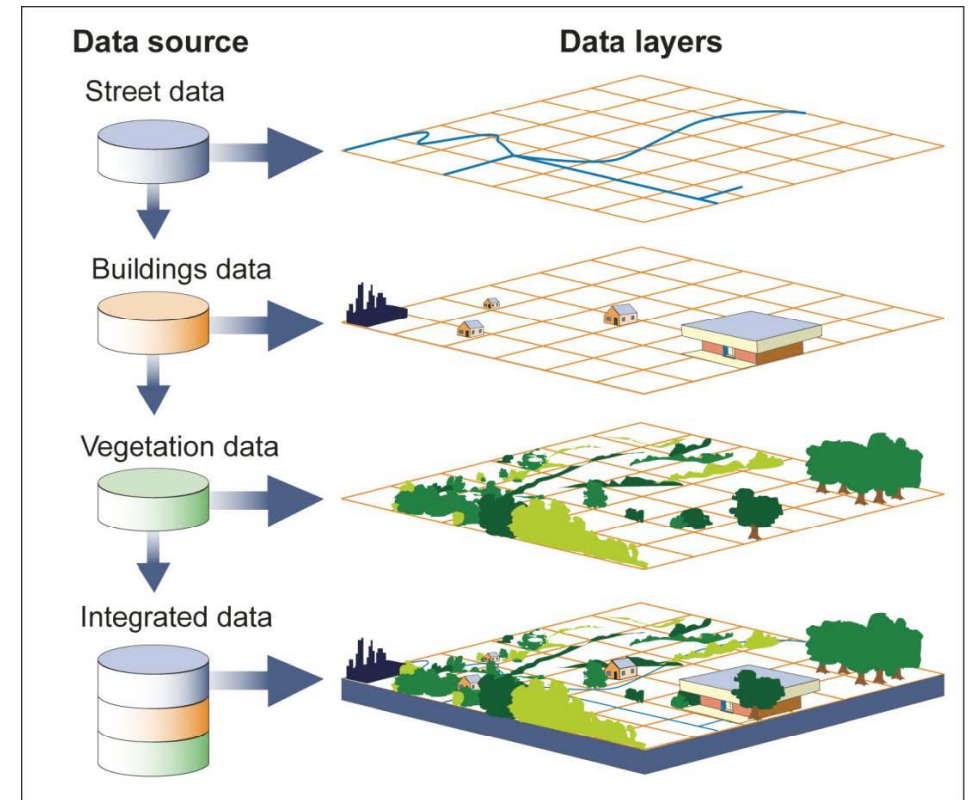 Data source
Data layers
Street data
Buildings data
Vegetation data
Integrated data